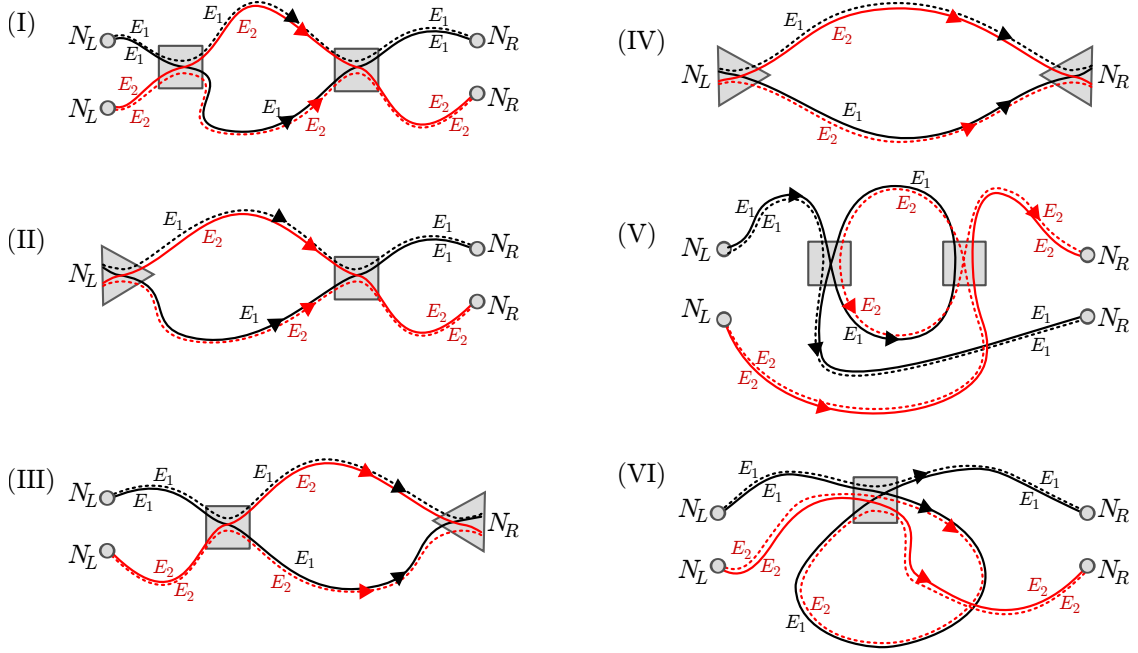 (I)
N_L E_1 E_1 E_1 E_2 E_1 E_1 N_R
N_L E_2 E_2 E_1 E_2 E_2 E_2 N_R
(II)
N_L E_1 E_2 E_1 E_1 N_R
E_1 E_2 E_2 E_2 N_R
(III)
N_L E_1 E_1 E_1 E_2 N_R
N_L E_2 E_2 E_1 E_2
(IV)
N_L E_1 E_2 N_R
E_1 E_2
(V)
N_L E_1 E_1 E_1 E_2 E_2 E_2 N_R
N_L E_2 E_2 E_2 E_1 E_1 E_1 N_R
(VI)
N_L E_1 E_1 E_1 E_1 N_R
N_L E_2 E_2 E_2 E_1 E_2 E_2 N_R